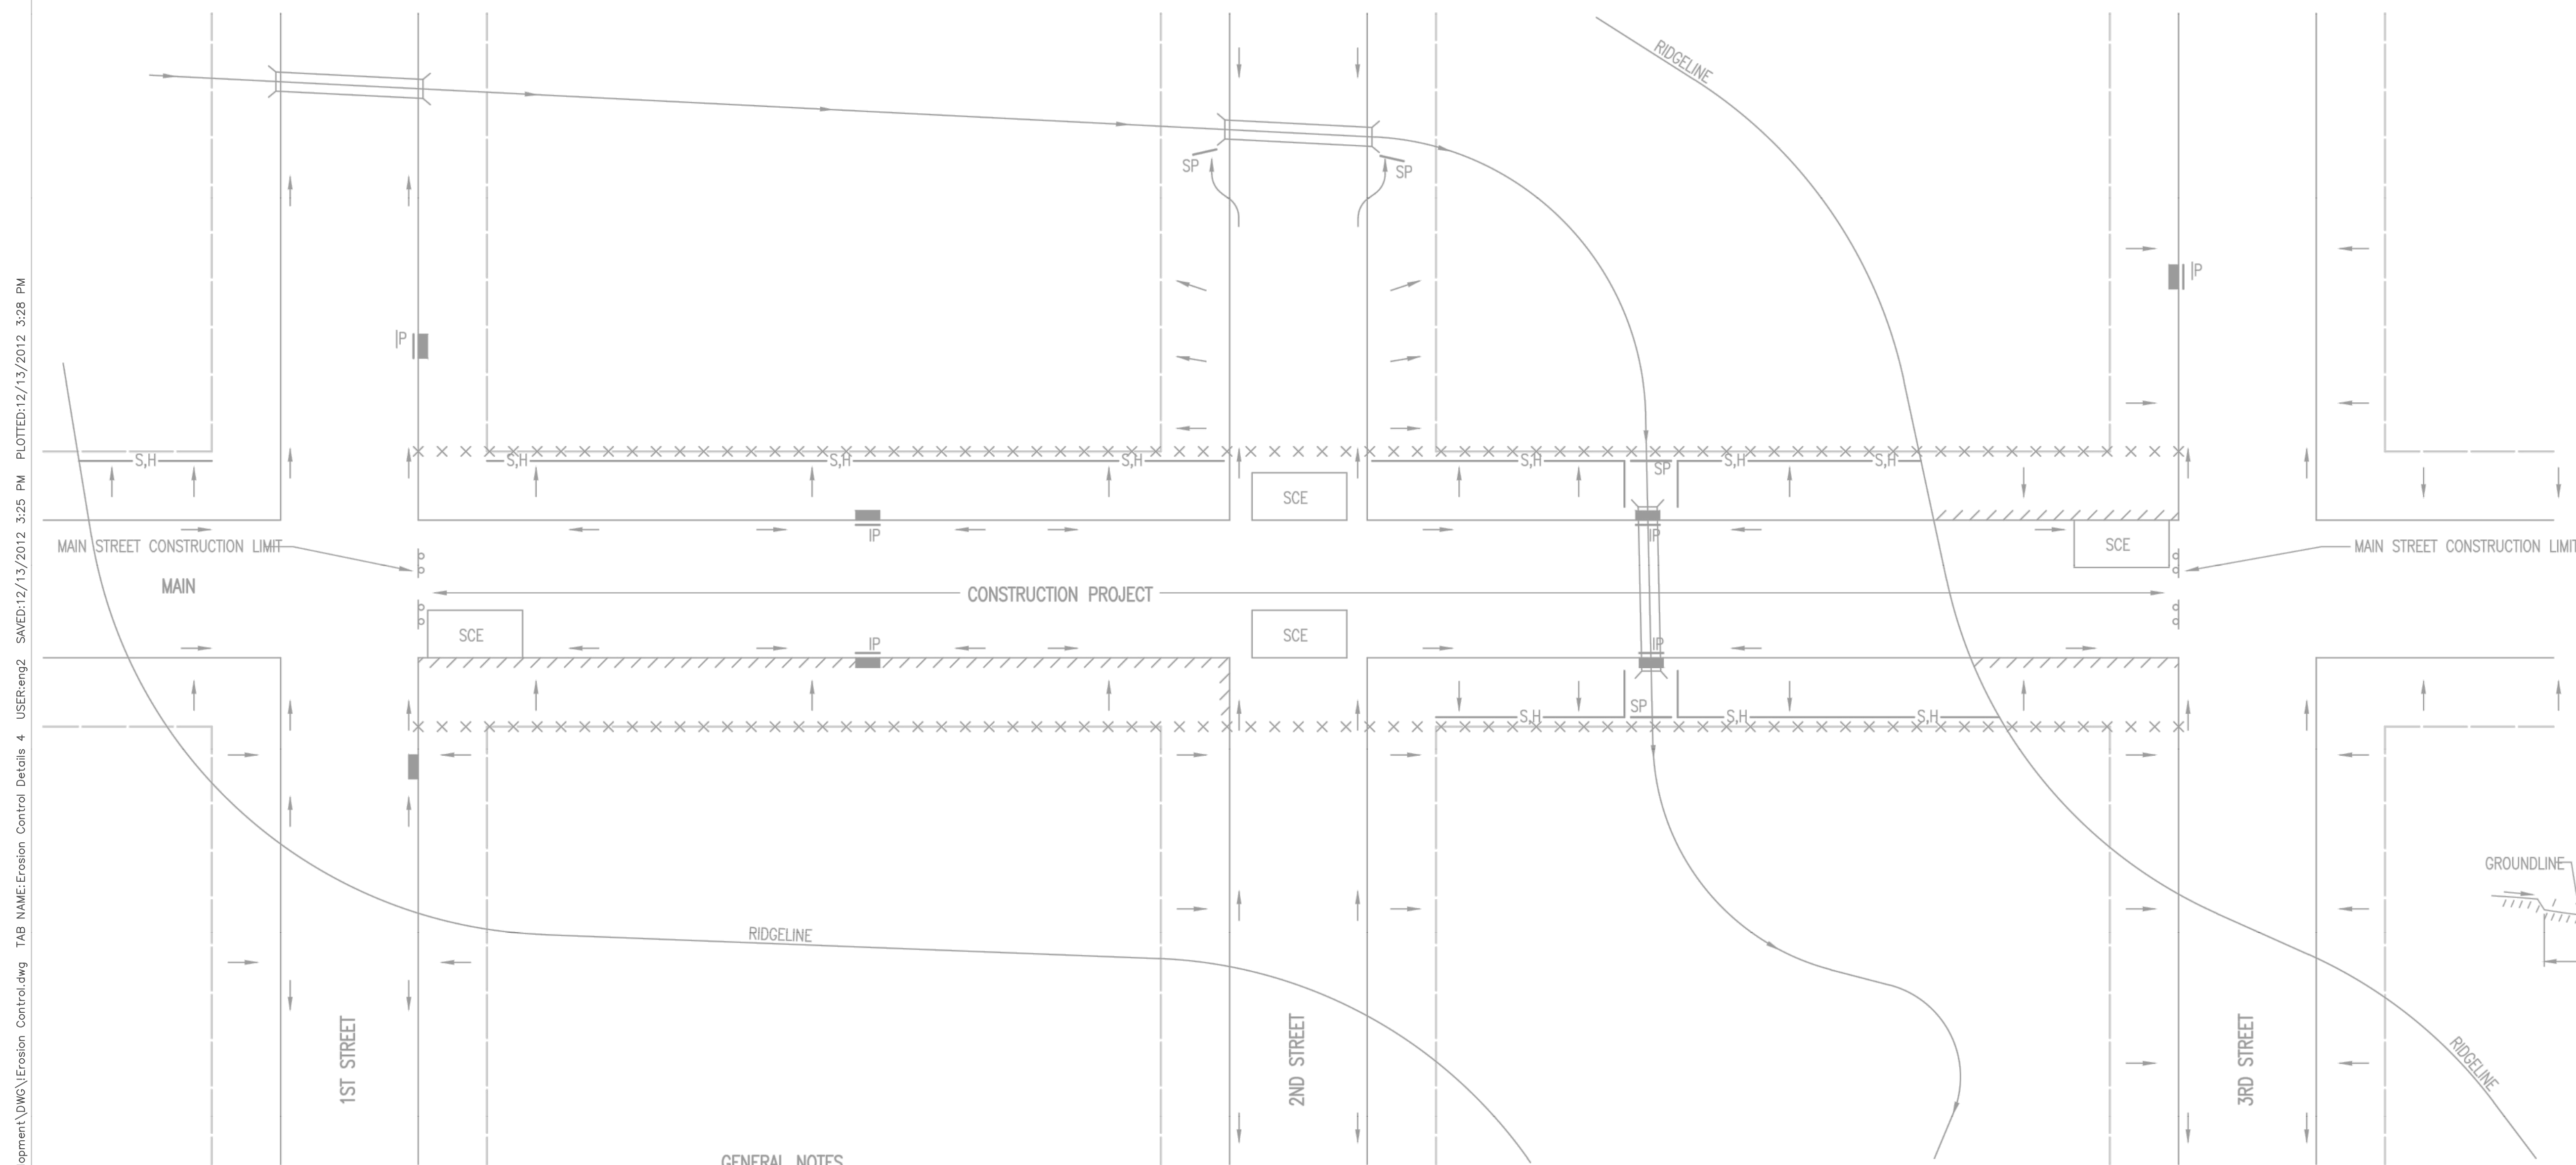 RIDGELINE
SP
SP
IP
IP
S,H
S,H
S,H
S,H
S,H
SP
S,H
S,H
SCE
IP
IP
SCE
MAIN STREET CONSTRUCTION LIMIT
MAIN STREET CONSTRUCTION LIMIT
MAIN
CONSTRUCTION PROJECT
SCE
SCE
IP
IP
SP
S,H
S,H
S,H
GROUNDLINE
RIDGELINE
RIDGELINE
1ST STREET
2ND STREET
3RD STREET
GENERAL NOTES
opment\DWG\!Erosion Control.dwg TAB NAME:Erosion Control Details 4 USER:eng2 SAVED:12/13/2012 3:25 PM PLOTTED:12/13/2012 3:28 PM